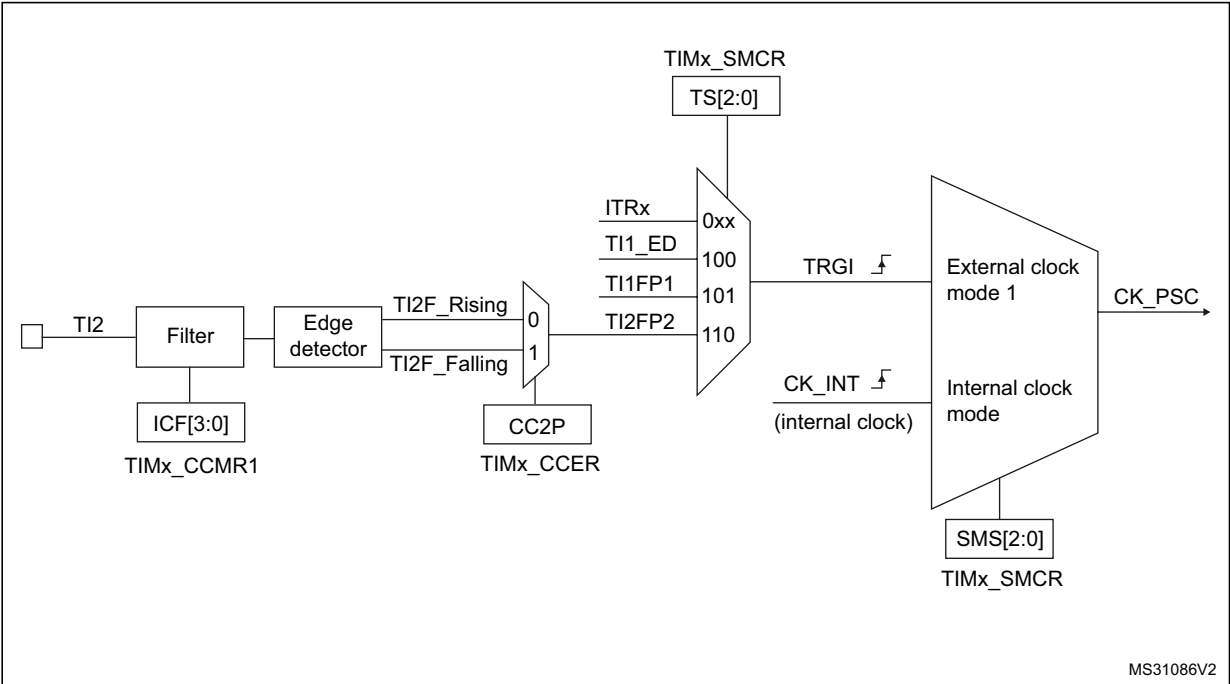 TIMx_SMCR
TS[2:0]
ITRx
0xx
TI1_ED
100
TI1FP1
101
TI2FP2
110
TRGI
External clock
mode 1
CK_PSC
TI2
Filter
Edge
detector
TI2F_Rising
0
TI2F_Falling
1
CK_INT
(internal clock)
Internal clock
mode
ICF[3:0]
TIMx_CCMR1
CC2P
TIMx_CCER
SMS[2:0]
TIMx_SMCR
MS31086V2